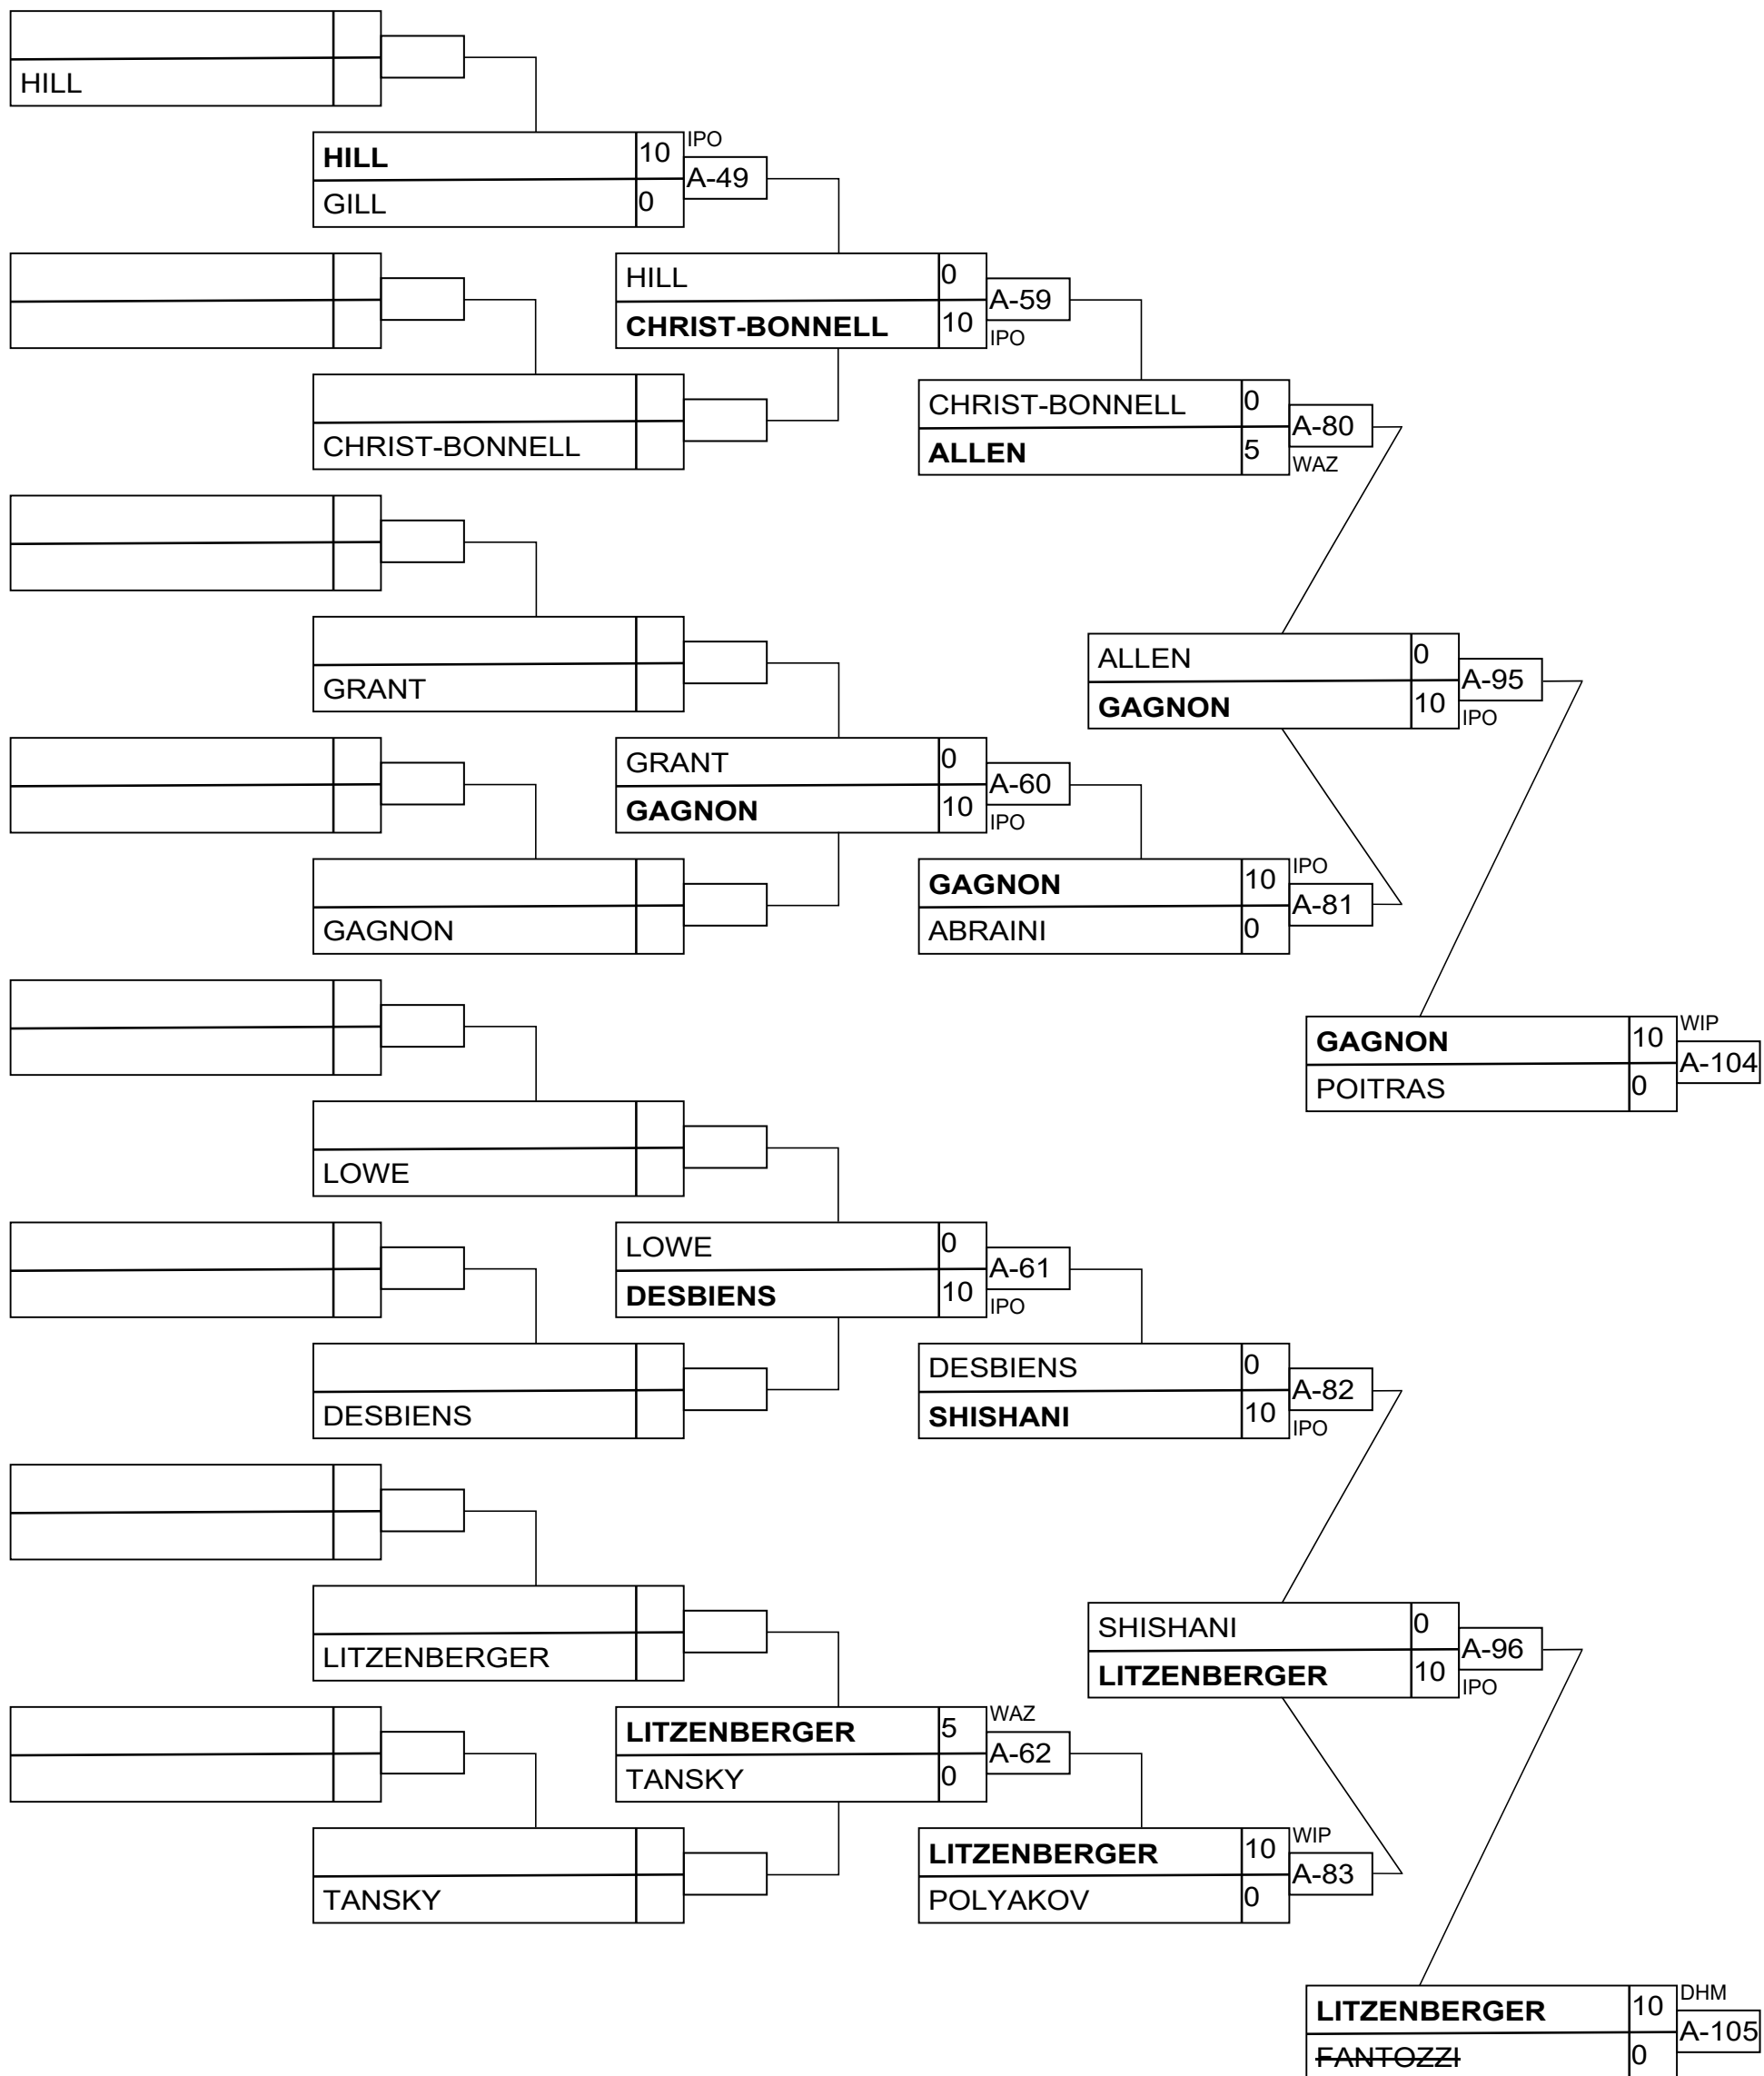 HILL
IPO
HILL 10
A-49
GILL 0
HILL 0
A-59
CHRIST-BONNELL 10
IPO
CHRIST-BONNELL
CHRIST-BONNELL 0
A-80
ALLEN 5
WAZ
GRANT
ALLEN 0
A-95
GAGNON 10
IPO
GRANT 0
A-60
GAGNON 10
IPO
GAGNON
IPO
GAGNON 10
A-81
ABRAINI 0
WIP
GAGNON 10
A-104
POITRAS 0
LOWE
LOWE 0
A-61
DESBIENS 10
IPO
DESBIENS
DESBIENS 0
A-82
SHISHANI 10
IPO
LITZENBERGER
SHISHANI 0
A-96
LITZENBERGER 10
IPO
WAZ
LITZENBERGER 5
A-62
TANSKY 0
TANSKY
WIP
LITZENBERGER 10
A-83
POLYAKOV 0
DHM
LITZENBERGER 10
A-105
FANTOZZI 0